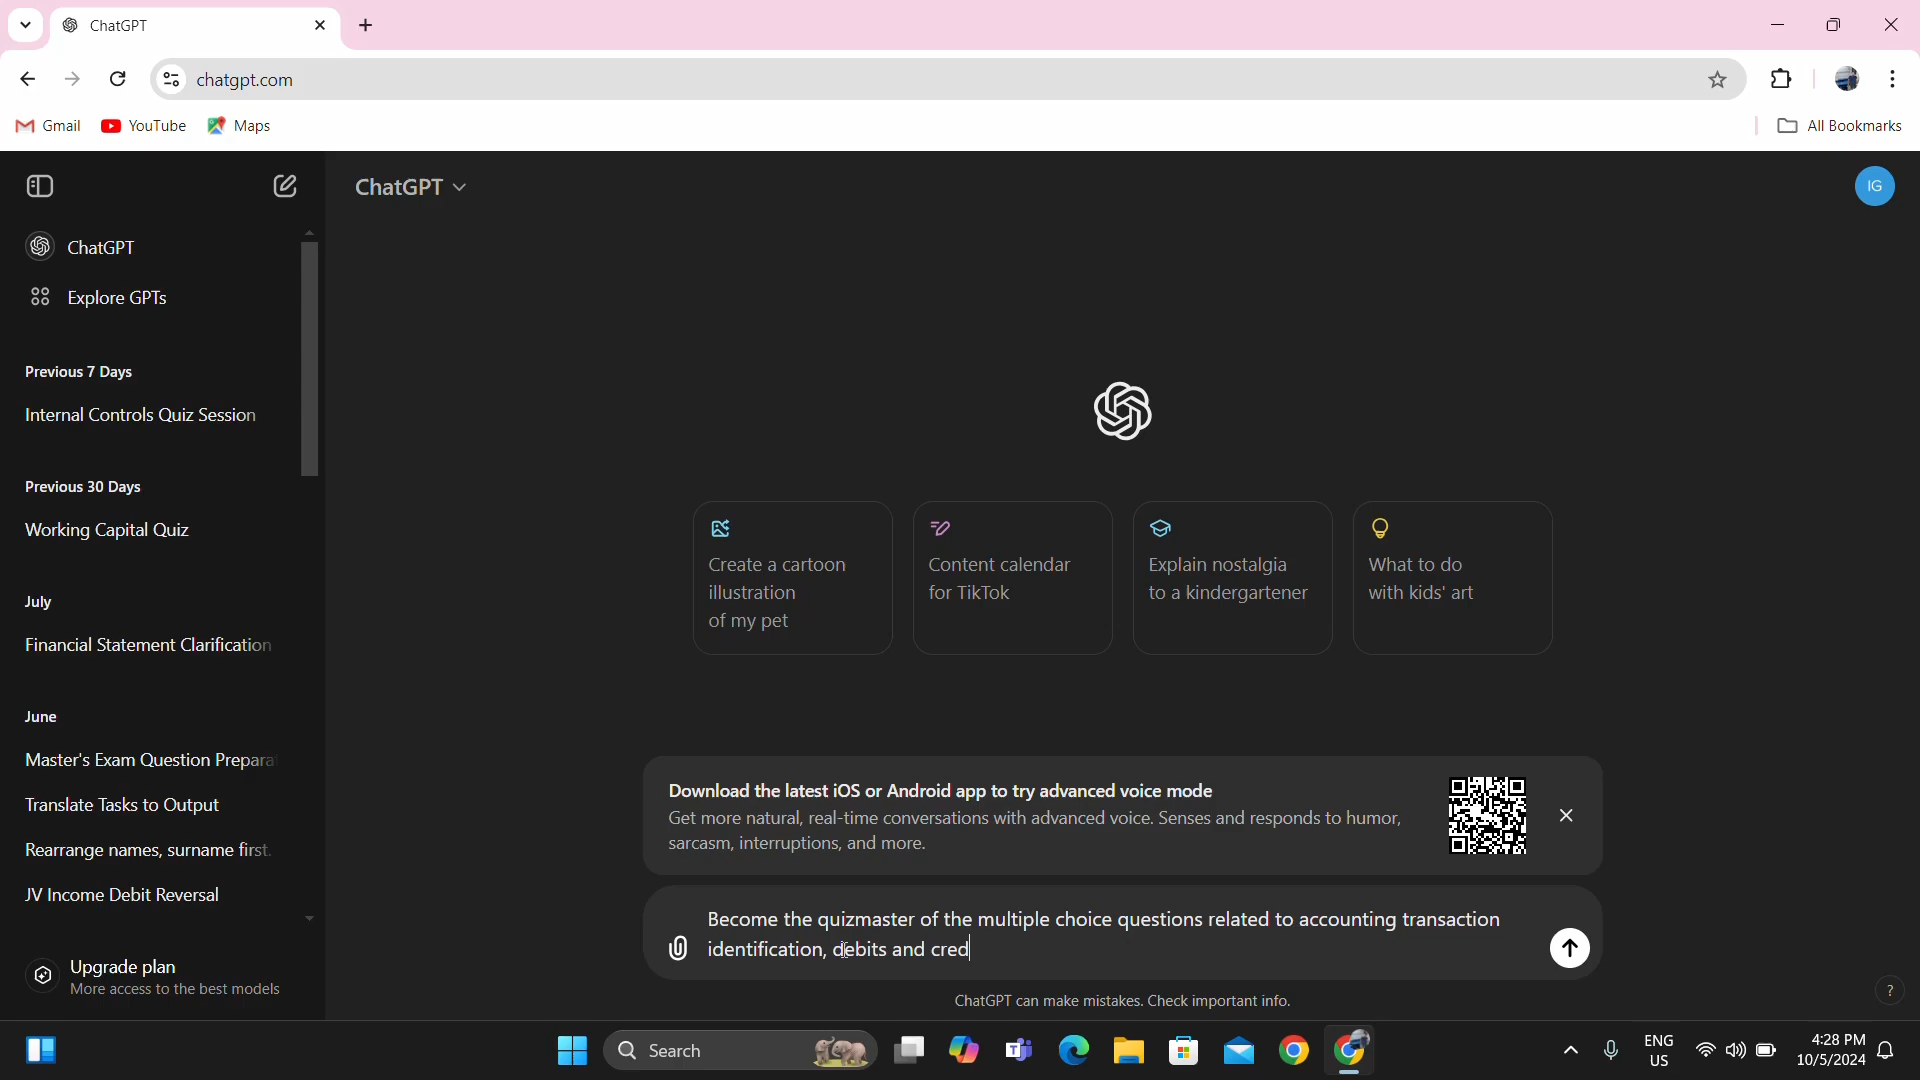 ChatGPT
chatgpt.com
Gmail
YouTube
Maps
All Bookmarks
ChatGPT
IG
ChatGPT
Explore GPTs
Previous 7 Days
Internal Controls Quiz Session
Previous 30 Days
Working Capital Quiz
July
Financial Statement Clarification
June
Master's Exam Question Prepara
Translate Tasks to Output
Rearrange names, surname first.
JV Income Debit Reversal
Upgrade plan
More access to the best models
Create a cartoon
illustration
of my pet
Content calendar
for TikTok
Explain nostalgia
to a kindergartener
What to do
with kids' art
Download the latest iOS or Android app to try advanced voice mode
Get more natural, real-time conversations with advanced voice. Senses and responds to humor,
sarcasm, interruptions, and more.
Become the quizmaster of the multiple choice questions related to accounting transaction
identification, debits and cred
ChatGPT can make mistakes. Check important info.
?
Search
ENG
US
4:28 PM
10/5/2024